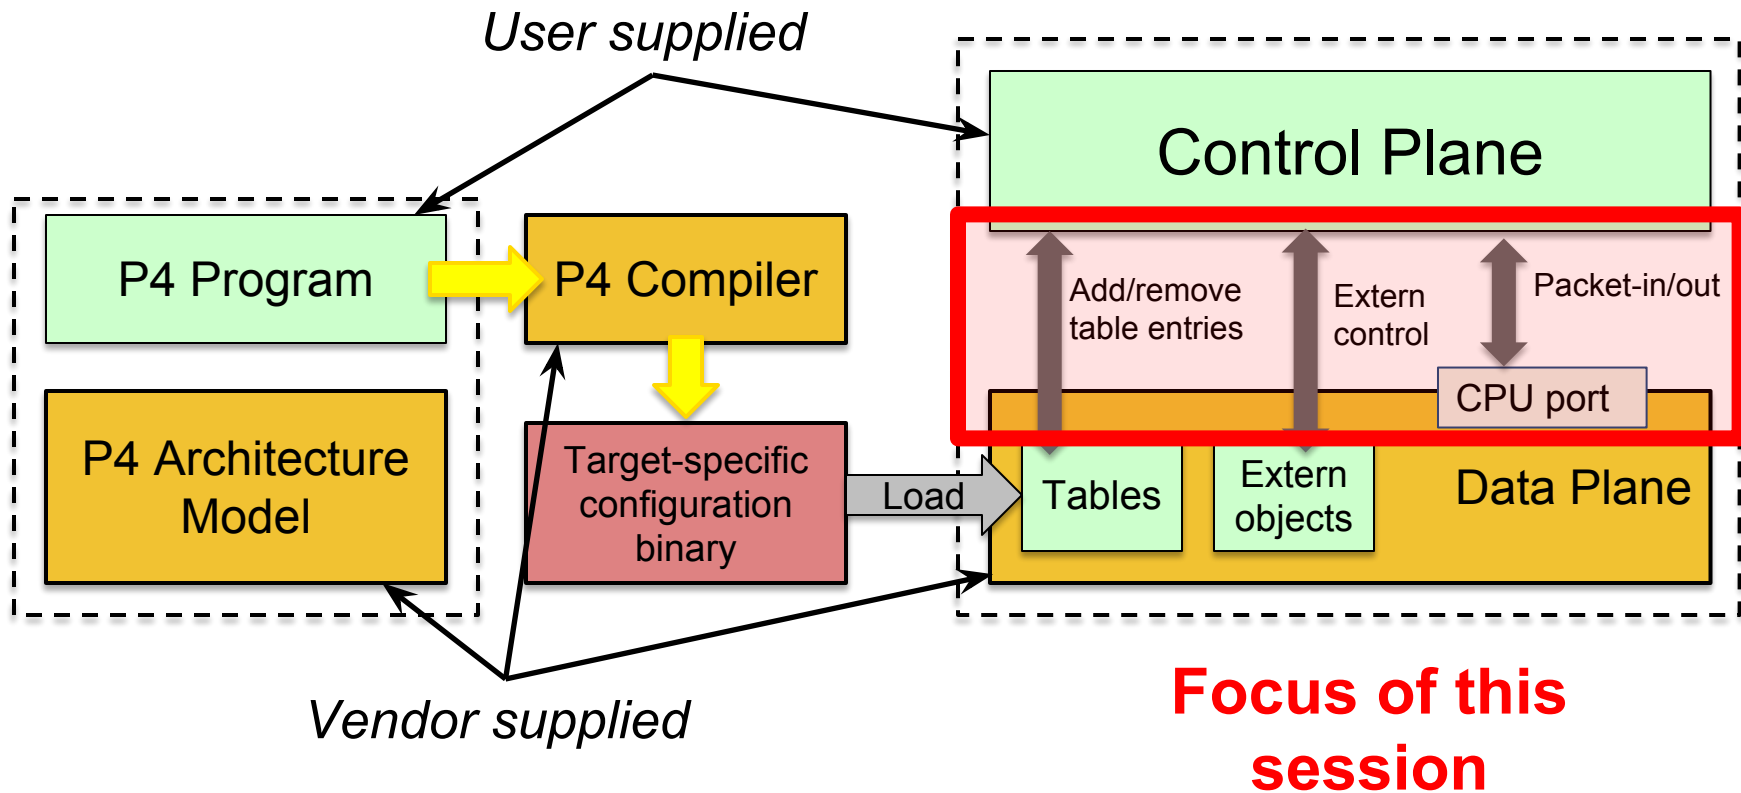 User supplied
Control Plane
P4 Program
P4 Compiler
Add/remove
table entries
Extern
control
Packet-in/out
CPU port
P4 Architecture
Model
Target-specific
configuration
binary
Load
Tables
Extern
objects
Data Plane
Vendor supplied
Focus of this
session